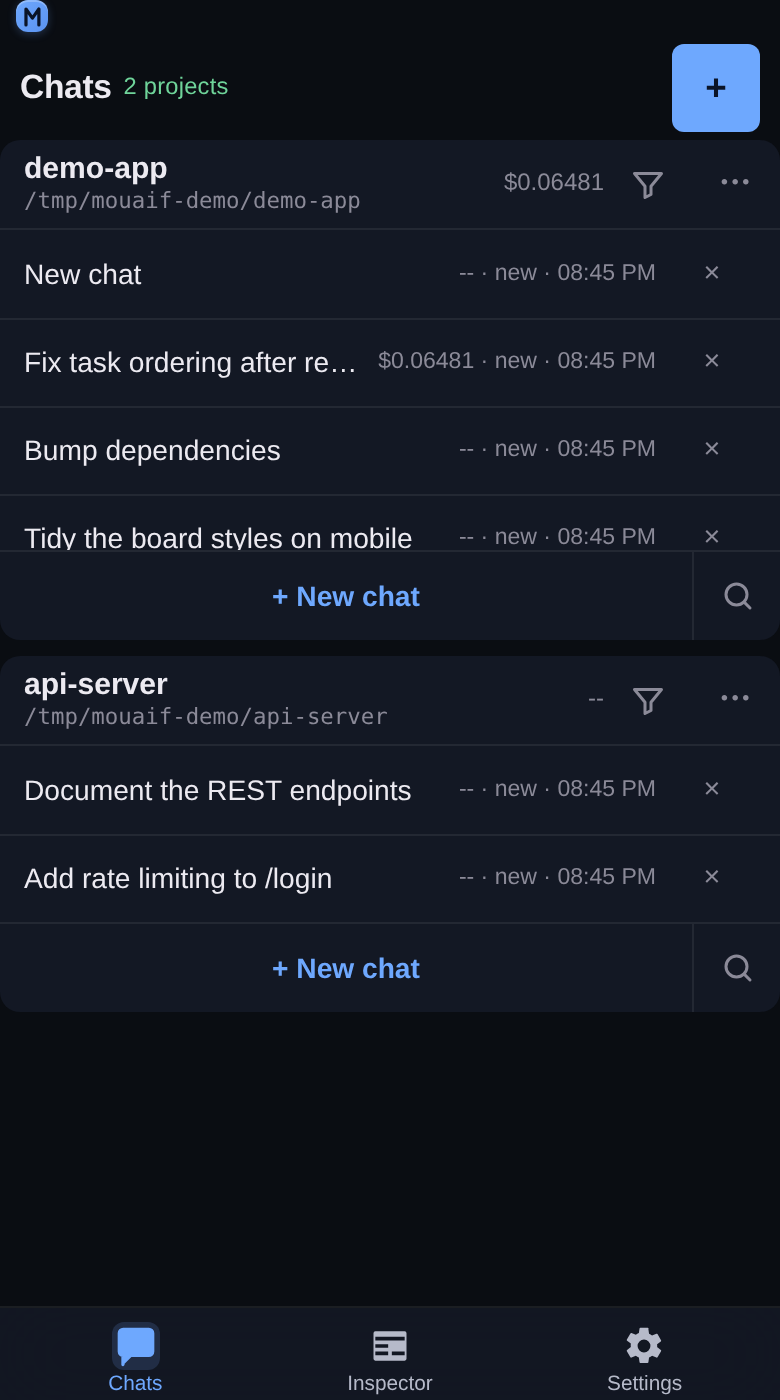 M
Chats 2 projects
+
demo-app
$0.06481
/tmp/mouaif-demo/demo-app
New chat -- · new · 08:45 PM ×
Fix task ordering after re… $0.06481 · new · 08:45 PM ×
Bump dependencies -- · new · 08:45 PM ×
Tidy the board styles on mobile -- · new · 08:45 PM ×
+ New chat
api-server
--
/tmp/mouaif-demo/api-server
Document the REST endpoints -- · new · 08:45 PM ×
Add rate limiting to /login -- · new · 08:45 PM ×
+ New chat
Chats Inspector Settings